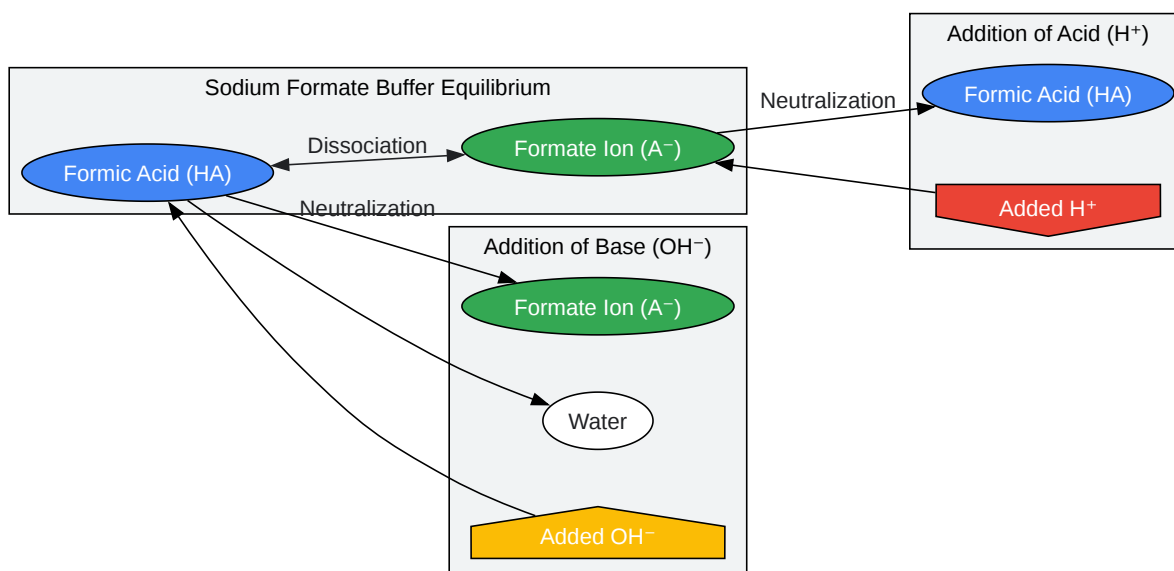 Addition of Acid (H⁺)
Sodium Formate Buffer Equilibrium
Neutralization
Formic Acid (HA)
Dissociation
Formate Ion (A⁻)
Formic Acid (HA)
Neutralization
Added H⁺
Addition of Base (OH⁻)
Formate Ion (A⁻)
Water
Added OH⁻